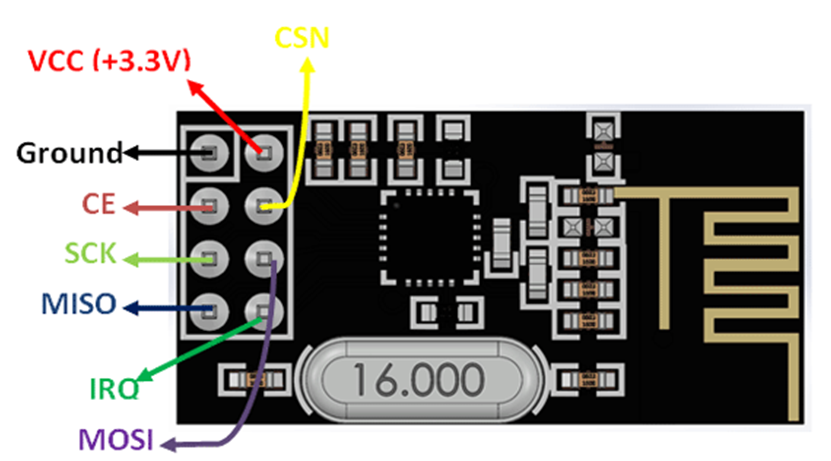 CSN
VCC (+3.3V)
Ground
CE
SCK
MISO
16.000
IRQ
MOSI